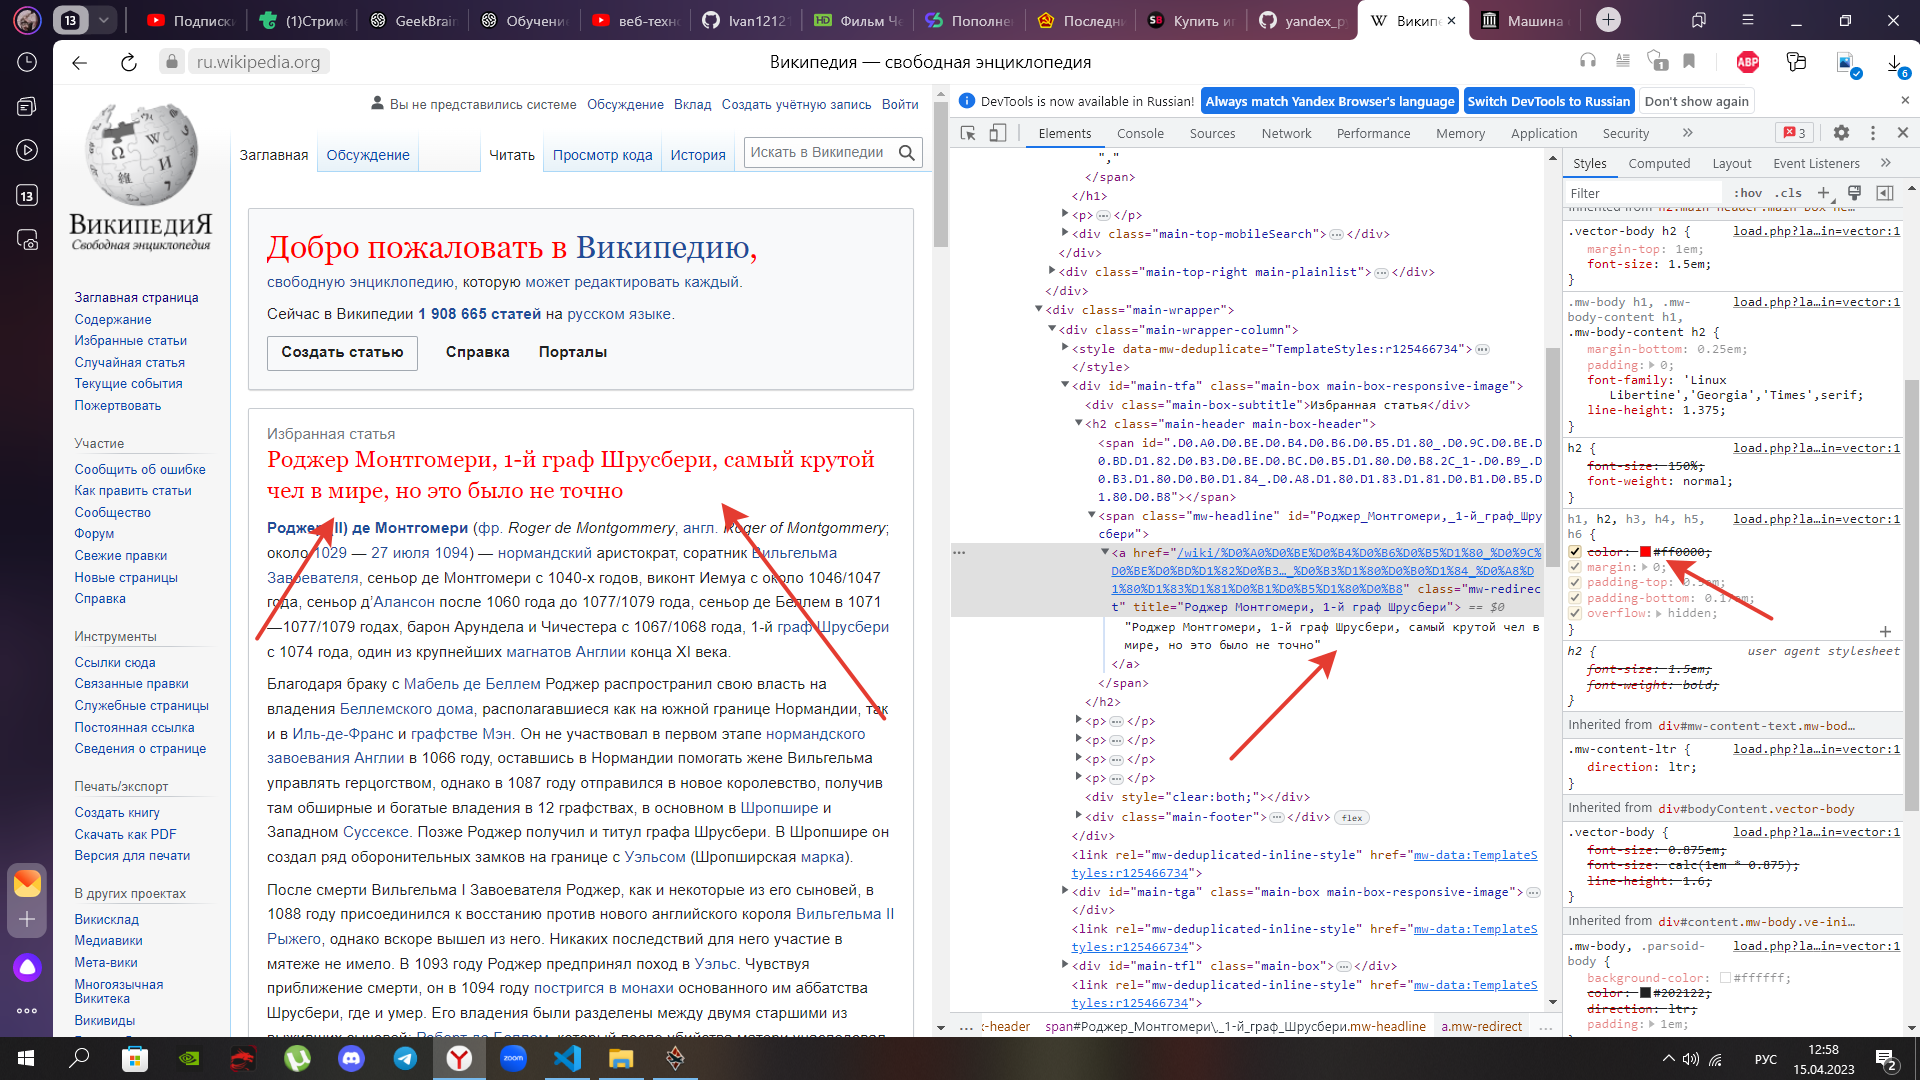 13
Подписки
(1)Стриме
GeekBrain
Обучение
веб-техно
Ivan12121
Фильм Че
Пополнен
Последни
Купить иг
yandex_py
Википе
Машина
ru.wikipedia.org
Википедия — свободная энциклопедия
1
ABP
6
13
ВикипедиЯ
Свободная энциклопедия
Заглавная страница
Содержание
Избранные статьи
Случайная статья
Текущие события
Пожертвовать
Участие
Сообщить об ошибке
Как править статьи
Сообщество
Форум
Свежие правки
Новые страницы
Справка
Инструменты
Ссылки сюда
Связанные правки
Служебные страницы
Постоянная ссылка
Сведения о странице
Печать/экспорт
Создать книгу
Скачать как PDF
Версия для печати
В других проектах
Викисклад
Медиавики
Мета-вики
Многоязычная
Викитека
Викивиды
Вы не представились системе Обсуждение Вклад Создать учётную запись Войти
Заглавная Обсуждение Читать Просмотр кода История Искать в Википедии
Добро пожаловать в Википедию,
свободную энциклопедию, которую может редактировать каждый.
Сейчас в Википедии 1 908 665 статей на русском языке.
Создать статью Справка Порталы
Избранная статья
Роджер Монтгомери, 1-й граф Шрусбери, самый крутой
чел в мире, но это было не точно
Роджер (II) де Монтгомери (фр. Roger de Montgommery, англ. Roger of Montgomery;
около 1029 — 27 июля 1094) — нормандский аристократ, соратник Вильгельма
Завоевателя, сеньор де Монтгомери с 1040-х годов, виконт Иемуа с около 1046/1047
года, сеньор д’Алансон после 1060 года до 1077/1079 года, сеньор де Беллем в 1071
—1077/1079 годах, барон Арундела и Чичестера с 1067/1068 года, 1-й граф Шрусбери
с 1074 года, один из крупнейших магнатов Англии конца XI века.
Благодаря браку с Мабель де Беллем Роджер распространил свою власть на
владения Беллемского дома, располагавшиеся как на южной границе Нормандии, так
и в Иль-де-Франс и графстве Мэн. Он не участвовал в первом этапе нормандского
завоевания Англии в 1066 году, оставшись в Нормандии помогать жене Вильгельма
управлять герцогством, однако в 1087 году отправился в новое королевство, получив
там обширные и богатые владения в 12 графствах, в основном в Шропшире и
Западном Суссексе. Позже Роджер получил и титул графа Шрусбери. В Шропшире он
создал ряд оборонительных замков на границе с Уэльсом (Шропширская марка).
После смерти Вильгельма I Завоевателя Роджер, как и некоторые из его сыновей, в
1088 году присоединился к восстанию против нового английского короля Вильгельма II
Рыжего, однако вскоре вышел из него. Никаких последствий для него участие в
мятеже не имело. В 1093 году Роджер предпринял поход в Уэльс. Чувствуя
приближение смерти, он в 1094 году постригся в монахи основанного им аббатства
Шрусбери, где и умер. Его владения были разделены между двумя старшими из
DevTools is now available in Russian! Always match Yandex Browser's language Switch DevTools to Russian Don't show again
Elements Console Sources Network Performance Memory Application Security » 3
","
</span>
</h1>
<p>…</p>
<div class="main-top-mobileSearch">…</div>
</div>
<div class="main-top-right main-plainlist">…</div>
</div>
<div class="main-wrapper">
<div class="main-wrapper-column">
<style data-mw-deduplicate="TemplateStyles:r125466734">…
</style>
<div id="main-tfa" class="main-box main-box-responsive-image">
<div class="main-box-subtitle">Избранная статья</div>
<h2 class="main-header main-box-header">
<span id=".D0.A0.D0.BE.D0.B4.D0.B6.D0.B5.D1.80_.D0.9C.D0.BE.D
0.BD.D1.82.D0.B3.D0.BE.D0.BC.D0.B5.D1.80.D0.B8.2C_1-.D0.B9_.D
0.B3.D1.80.D0.B0.D1.84_.D0.A8.D1.80.D1.83.D1.81.D0.B1.D0.B5.D
1.80.D0.B8"></span>
<span class="mw-headline" id="Роджер_Монтгомери,_1-й_граф_Шру
сбери">
<a href="/wiki/%D0%A0%D0%BE%D0%B4%D0%B6%D0%B5%D1%80_%D0%9C%
D0%BE%D0%BD%D1%82%D0%B3…_%D0%B3%D1%80%D0%B0%D1%84_%D0%A8%D
1%80%D1%83%D1%81%D0%B1%D0%B5%D1%80%D0%B8" class="mw-redirec
t" title="Роджер Монтгомери, 1-й граф Шрусбери"> == $0
"Роджер Монтгомери, 1-й граф Шрусбери, самый крутой чел в
мире, но это было не точно"
</a>
</span>
</h2>
<p>…</p>
<p>…</p>
<p>…</p>
<p>…</p>
<div style="clear:both;"></div>
<div class="main-footer">…</div> flex
</div>
<link rel="mw-deduplicated-inline-style" href="mw-data:TemplateS
tyles:r125466734">
<div id="main-tga" class="main-box main-box-responsive-image">…
</div>
<link rel="mw-deduplicated-inline-style" href="mw-data:TemplateS
tyles:r125466734">
<div id="main-tfl" class="main-box">…</div>
<link rel="mw-deduplicated-inline-style" href="mw-data:TemplateS
tyles:r125466734">
… k-header span#Роджер_Монтгомери\,_1-й_граф_Шрусбери.mw-headline a.mw-redirect …
Styles Computed Layout Event Listeners »
Filter :hov .cls +
.vector-body h2 { load.php?la…in=vector:1
margin-top: 1em;
font-size: 1.5em;
}
.mw-body h1, .mw- load.php?la…in=vector:1
body-content h1,
.mw-body-content h2 {
margin-bottom: 0.25em;
padding: 0;
font-family: 'Linux
Libertine','Georgia','Times',serif;
line-height: 1.375;
}
h2 { load.php?la…in=vector:1
font-size: 150%;
font-weight: normal;
}
h1, h2, h3, h4, h5, load.php?la…in=vector:1
h6 {
color: #ff0000;
margin: 0;
padding-top: 0.5em;
padding-bottom: 0.17em;
overflow: hidden;
}
h2 { user agent stylesheet
font-size: 1.5em;
font-weight: bold;
}
Inherited from div#mw-content-text.mw-bod…
.mw-content-ltr { load.php?la…in=vector:1
direction: ltr;
}
Inherited from div#bodyContent.vector-body
.vector-body { load.php?la…in=vector:1
font-size: 0.875em;
font-size: calc(1em * 0.875);
line-height: 1.6;
}
Inherited from div#content.mw-body.ve-ini…
.mw-body, .parsoid- load.php?la…in=vector:1
body {
background-color: #ffffff;
color: #202122;
direction: ltr;
padding: 1em;
zoom
РУС
12:58
15.04.2023
2